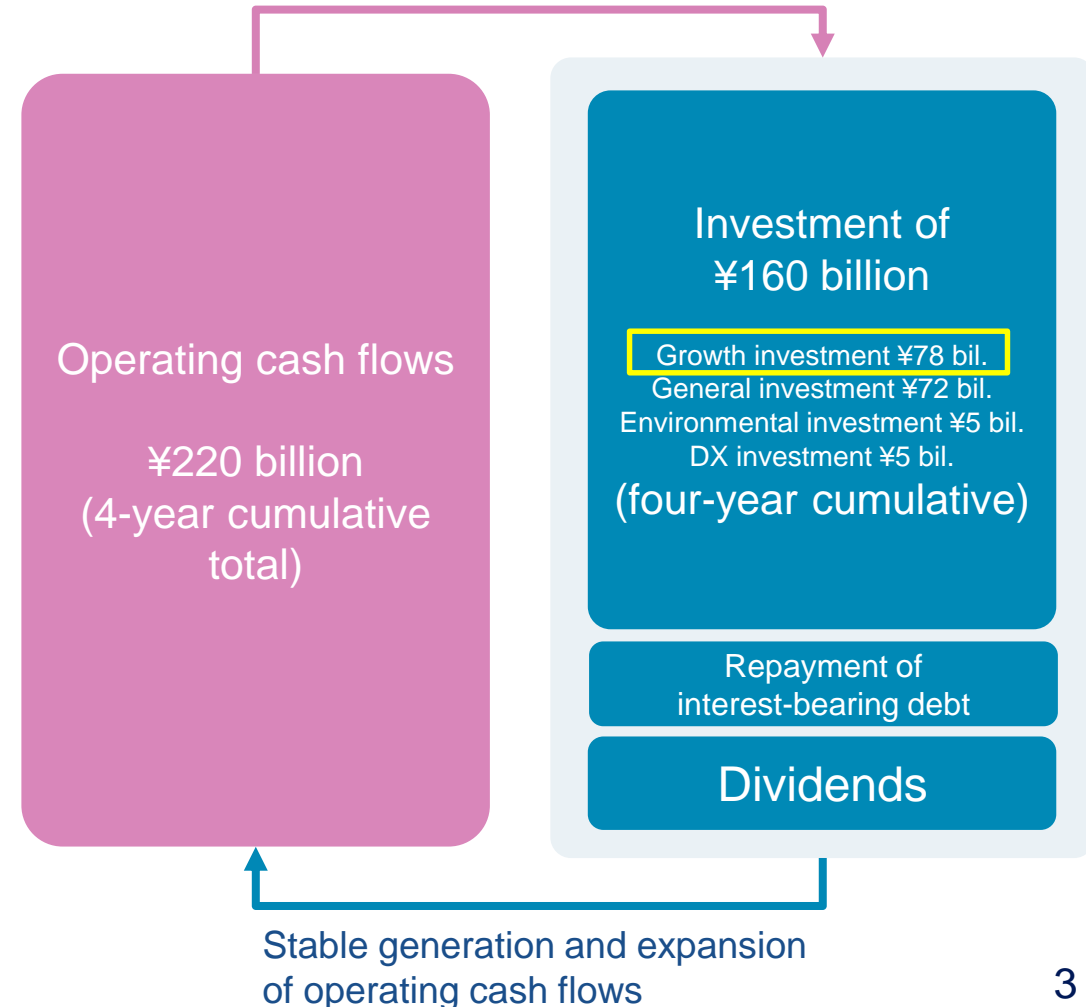 Operating cash flows
¥220 billion
(4-year cumulative
total)
Investment of
¥160 billion
Growth investment ¥78 bil.
General investment ¥72 bil.
Environmental investment ¥5 bil.
DX investment ¥5 bil.
(four-year cumulative)
Repayment of
interest-bearing debt
Dividends
Stable generation and expansion
of operating cash flows
3